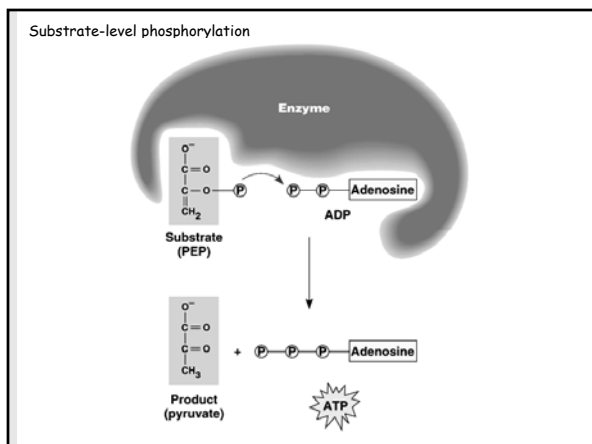 Substrate-level phosphorylation
Enzyme
O⁻
C=O
C—O—P
CH₂
P—P—Adenosine
ADP
Substrate
(PEP)
O⁻
C=O
C=O
CH₃
+
P—P—P—Adenosine
Product
(pyruvate)
ATP